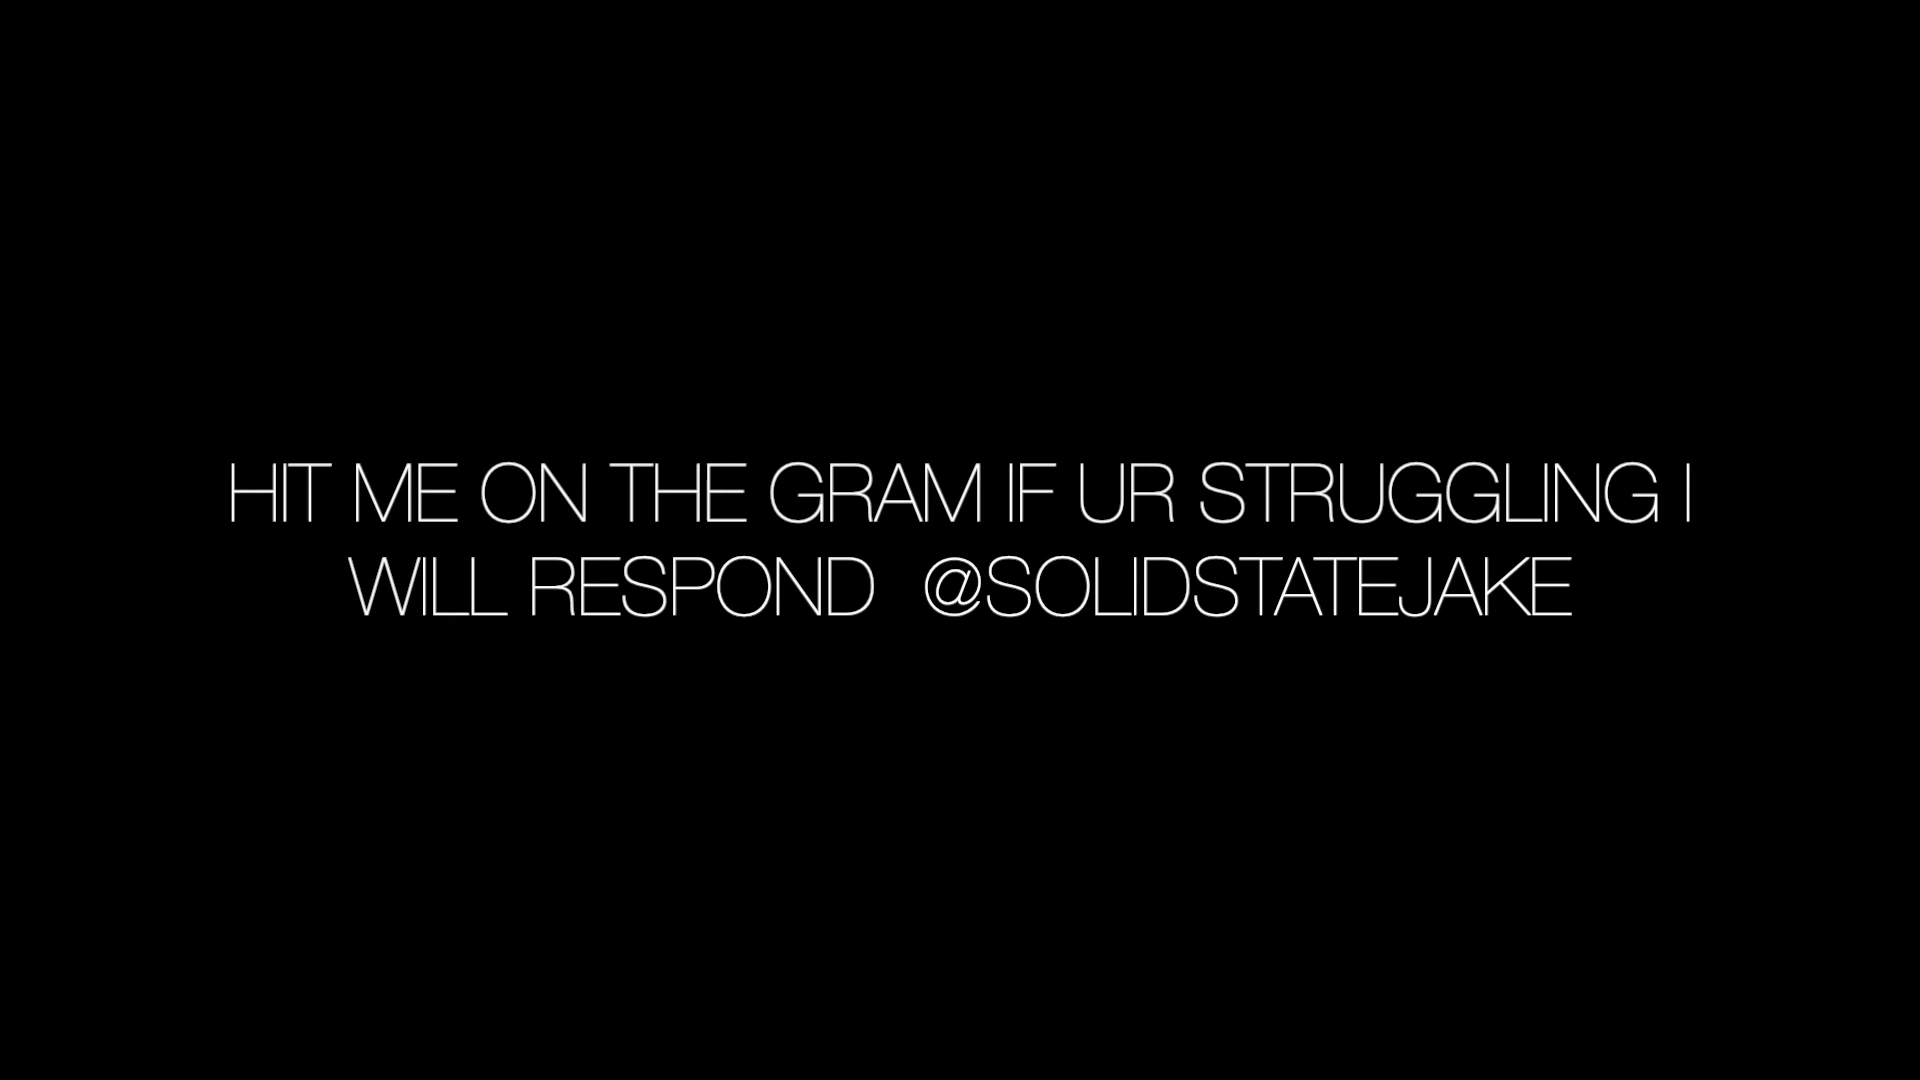 HIT ME ON THE GRAM IF UR STRUGGLING I
WILL RESPOND  @SOLIDSTATEJAKE